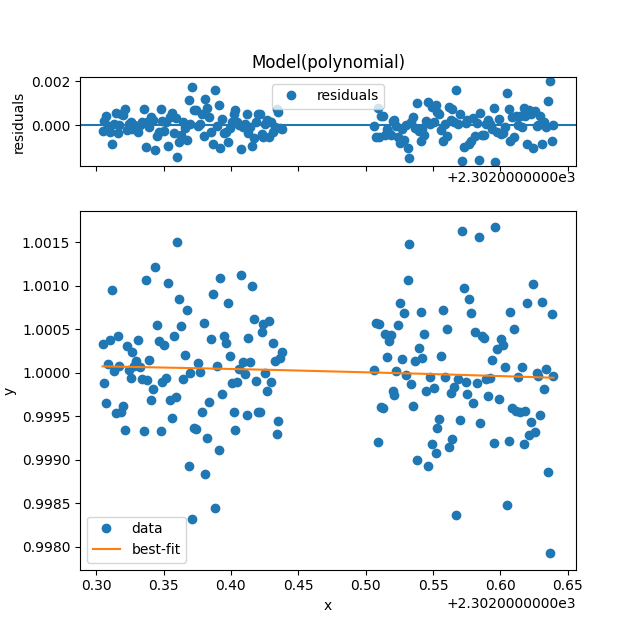 Model(polynomial)
0.002
0.000
residuals
residuals
+2.3020000000e3
1.0015
1.0010
1.0005
1.0000
0.9995
0.9990
0.9985
0.9980
y
data
best-fit
0.30 0.35 0.40 0.45 0.50 0.55 0.60 0.65
x
+2.3020000000e3